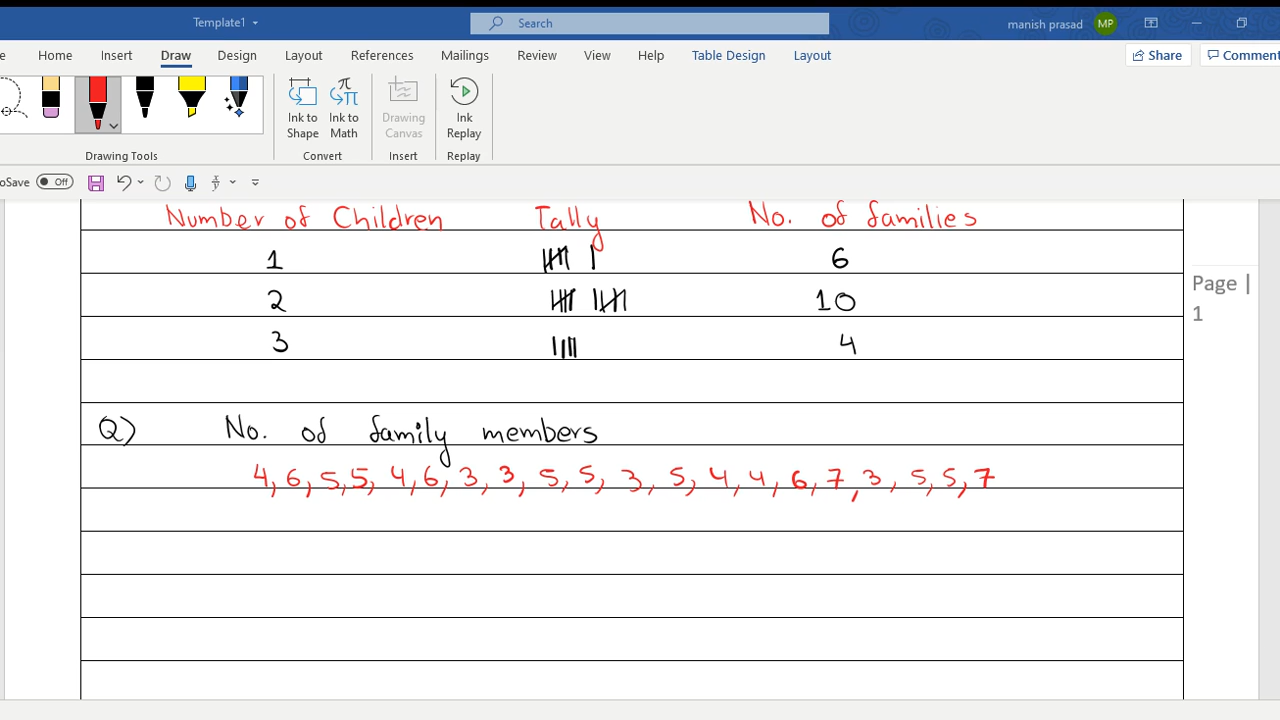 Template1
Search
manish prasad MP
Home Insert Draw Design Layout References Mailings Review View Help Table Design Layout Share Comment
Ink to Shape
Ink to Math
Drawing Canvas
Ink Replay
Drawing Tools Convert Insert Replay
oSave Off
Number of Children Tally No. of families
1 6
2 10
3 4
Page | 1
Q) No. of family members
4, 6, 5, 5, 4, 6, 3, 3, 5, 5, 3, 5, 4, 4, 6, 7, 3, 5, 5, 7